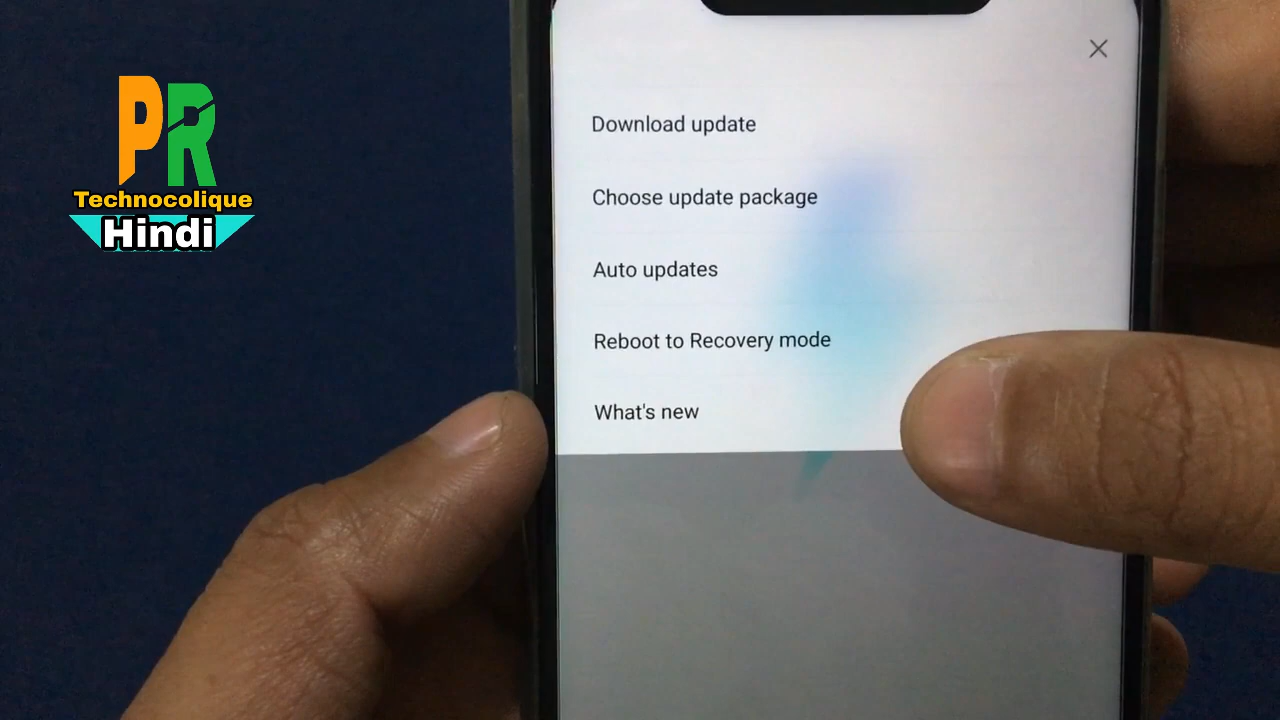 PR
Technocolique
Hindi
Download update
Choose update package
Auto updates
Reboot to Recovery mode
What's new